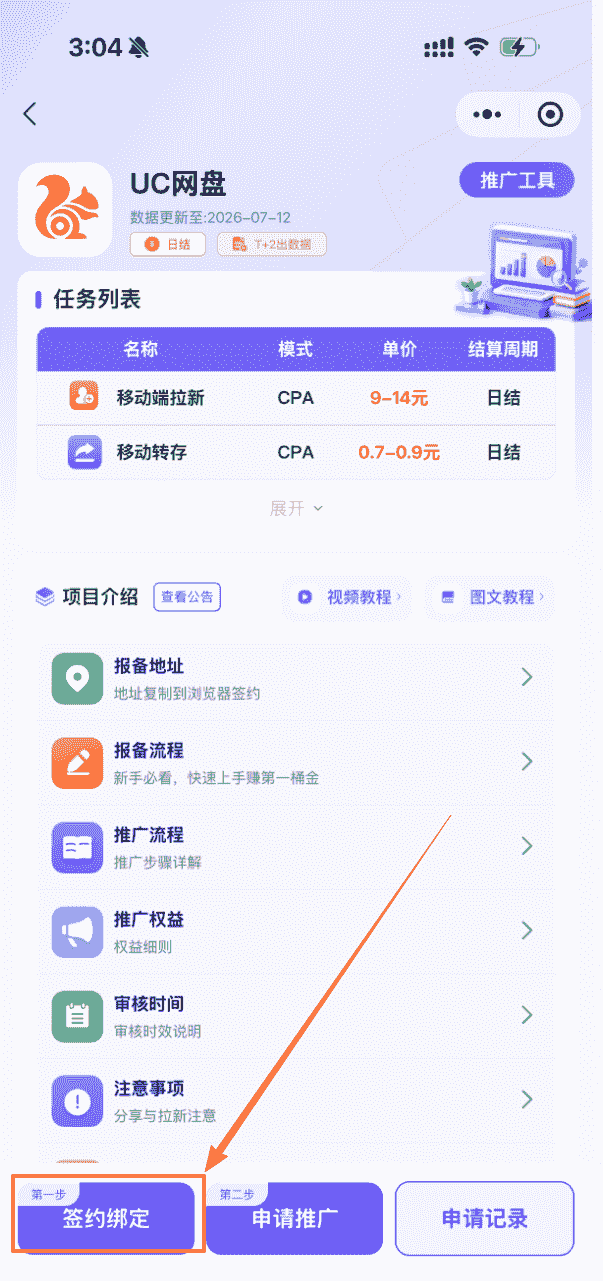 3:04
UC网盘
推广工具
数据更新至:2026-07-12
日结
T+2出数据
任务列表
名称 模式 单价 结算周期
移动端拉新 CPA 9-14元 日结
移动转存 CPA 0.7-0.9元 日结
展开
项目介绍 查看公告 视频教程 图文教程
报备地址
地址复制到浏览器签约
报备流程
新手必看，快速上手赚第一桶金
推广流程
推广步骤详解
推广权益
权益细则
审核时间
审核时效说明
注意事项
分享与拉新注意
第一步
签约绑定
第二步
申请推广
申请记录